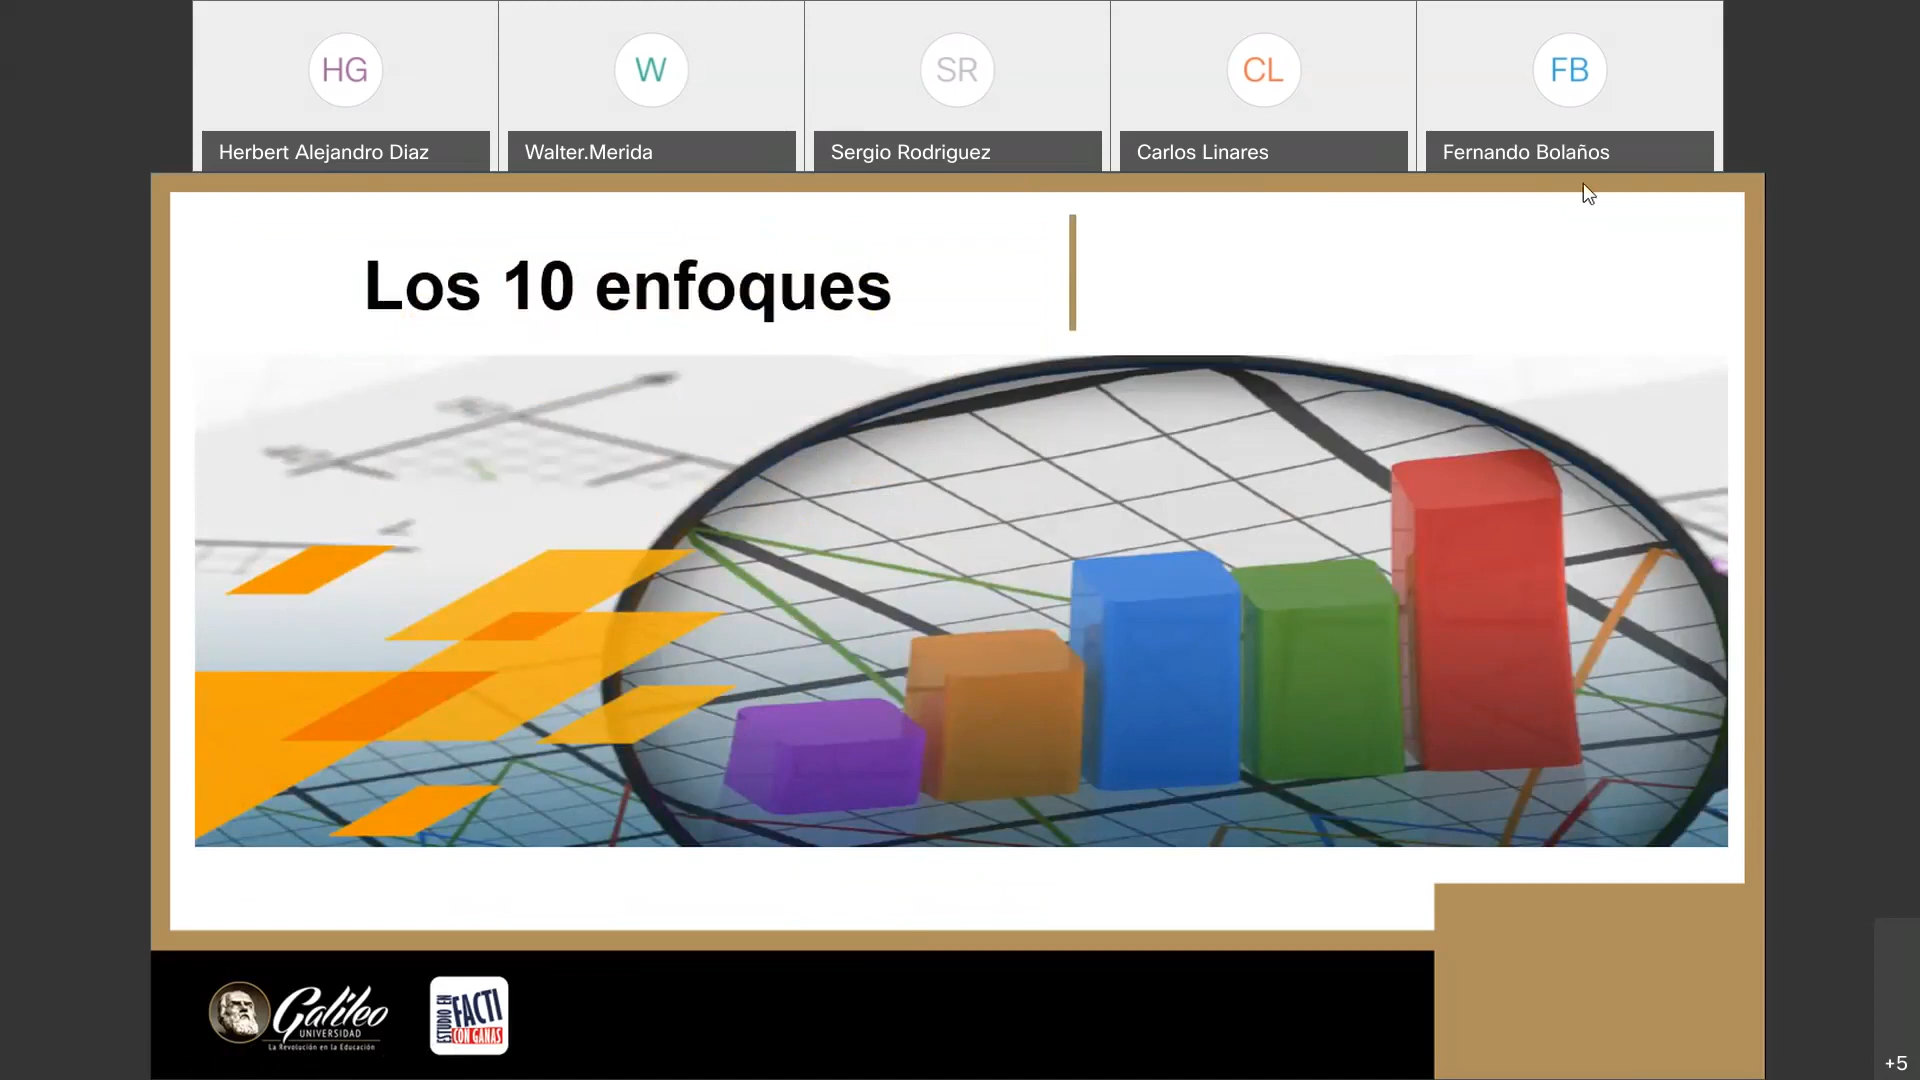 HG
W
SR
CL
FB
Herbert Alejandro Diaz
Walter.Merida
Sergio Rodriguez
Carlos Linares
Fernando Bolaños
Los 10 enfoques
Galileo
UNIVERSIDAD
La Revolución en la Educación
ESTUDIO EN
FACTI
CON GANAS
+5